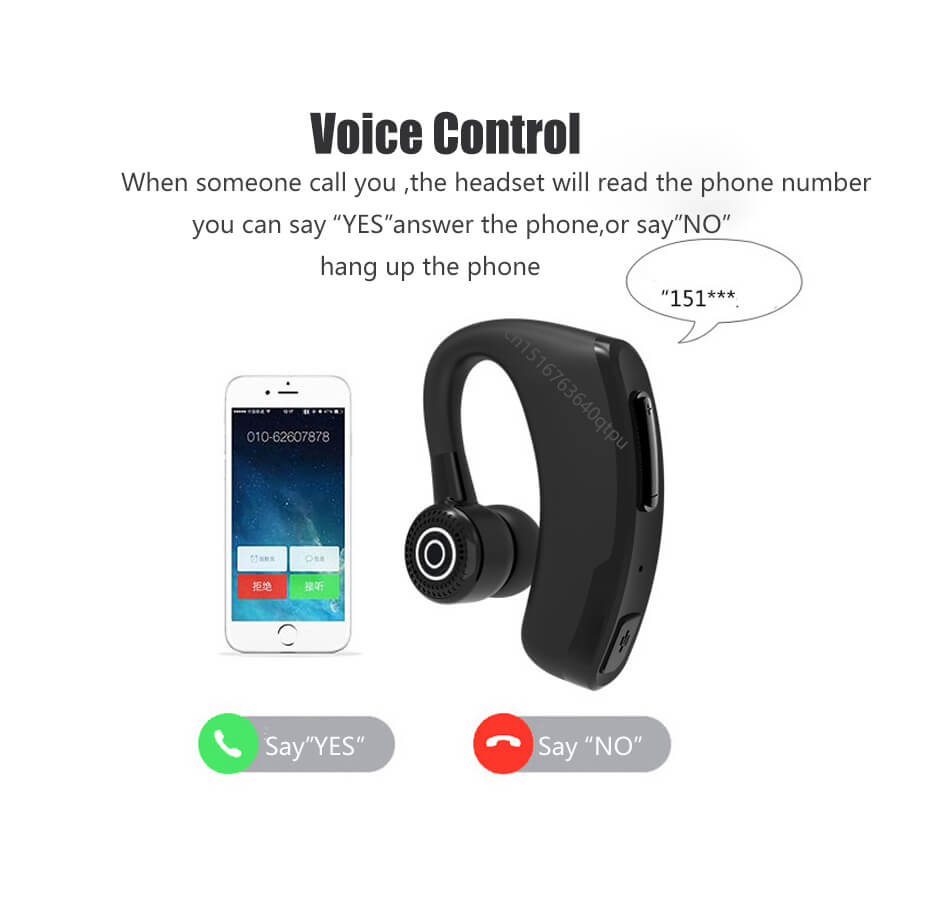 Voice Control
When someone call you ,the headset will read the phone number
you can say “YES”answer the phone,or say”NO”
hang up the phone
“151***.
cn1516763640qtpu
010-62607878
拒绝 接听
Say”YES“ Say “NO”